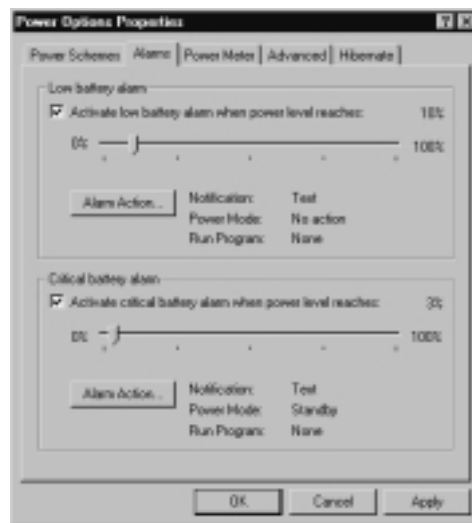 Power Options Properties
Power Schemes Alarms Power Meter Advanced Hibernate
Low battery alarm
Activate low battery alarm when power level reaches: 10%
0% 100%
Alarm Action... Notification: Text
Power Mode: No action
Run Program: None
Critical battery alarm
Activate critical battery alarm when power level reaches: 3%
0% 100%
Alarm Action... Notification: Text
Power Mode: Standby
Run Program: None
OK Cancel Apply